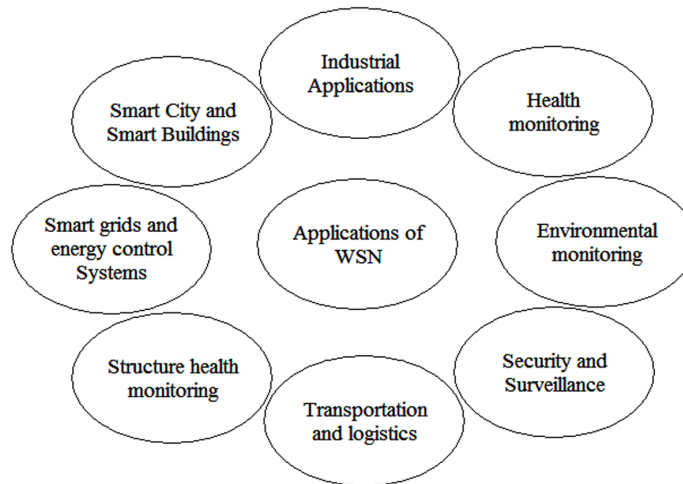 Industrial
Applications
Smart City and
Smart Buildings
Health
monitoring
Smart grids and
energy control
Systems
Applications of
WSN
Environmental
monitoring
Structure health
monitoring
Security and
Surveillance
Transportation
and logistics